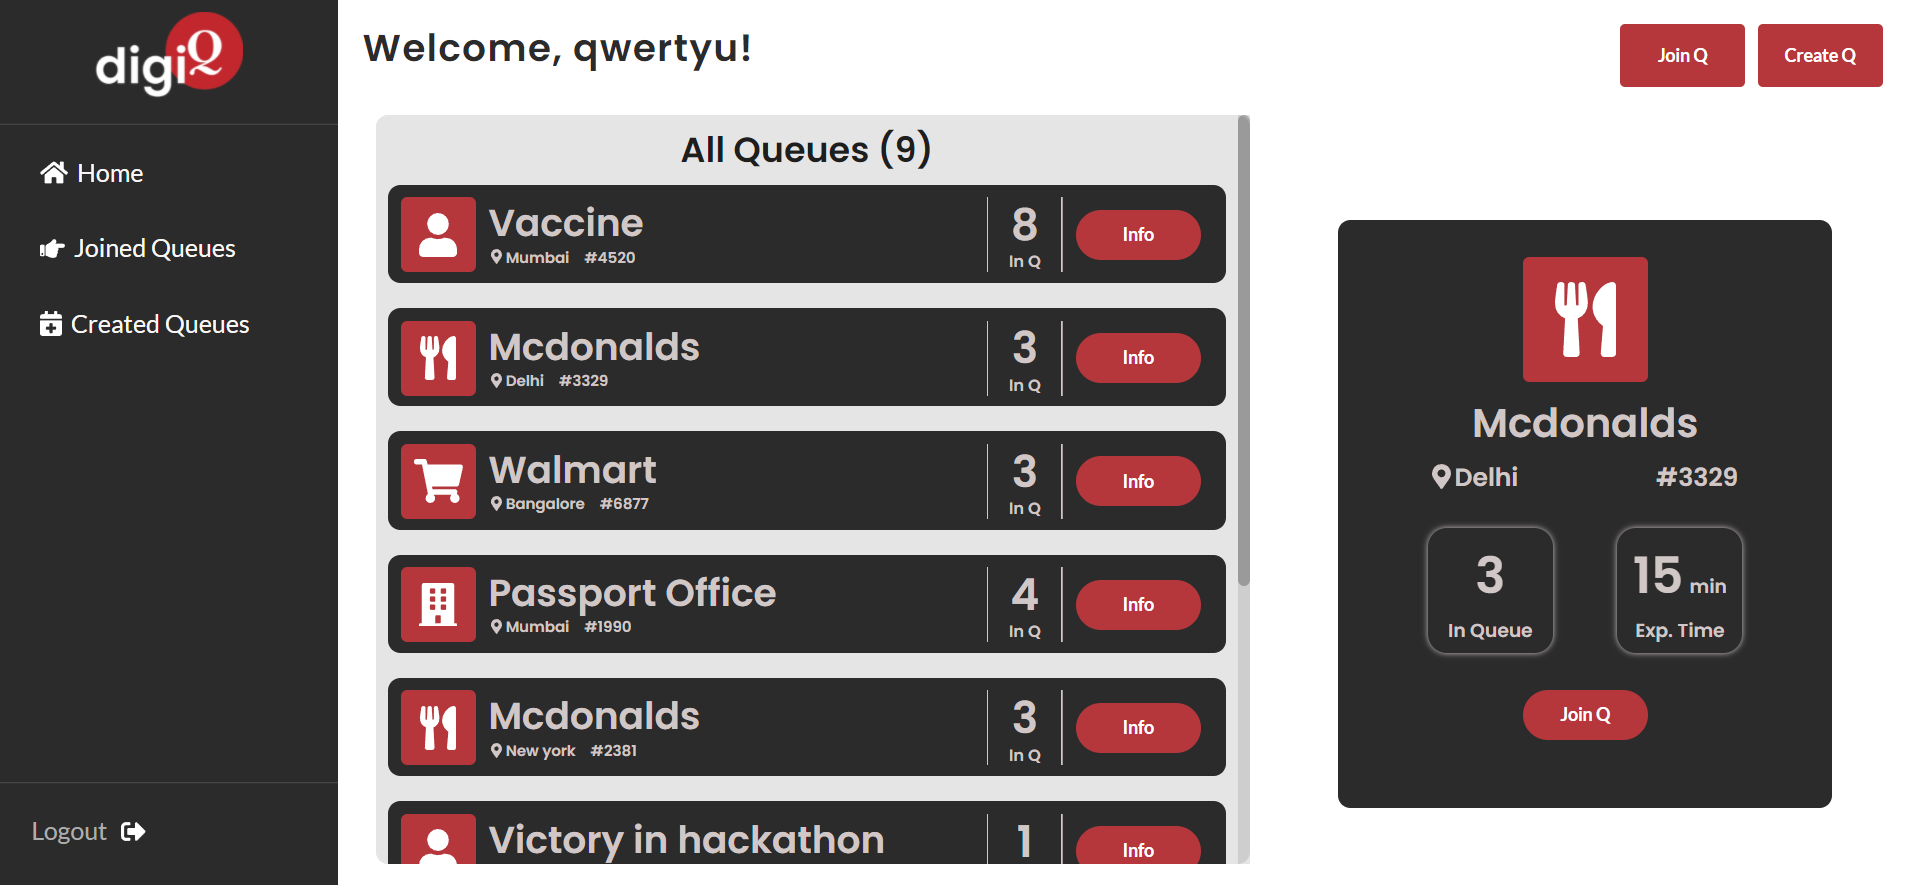 digiQ
Home
Joined Queues
Created Queues
Logout
Welcome, qwertyu!
Join Q
Create Q
All Queues (9)
Vaccine
Mumbai #4520
8
In Q
Info
Mcdonalds
Delhi #3329
3
In Q
Info
Walmart
Bangalore #6877
3
In Q
Info
Passport Office
Mumbai #1990
4
In Q
Info
Mcdonalds
New york #2381
3
In Q
Info
Victory in hackathon
1
Info
Mcdonalds
Delhi #3329
3
In Queue
15 min
Exp. Time
Join Q